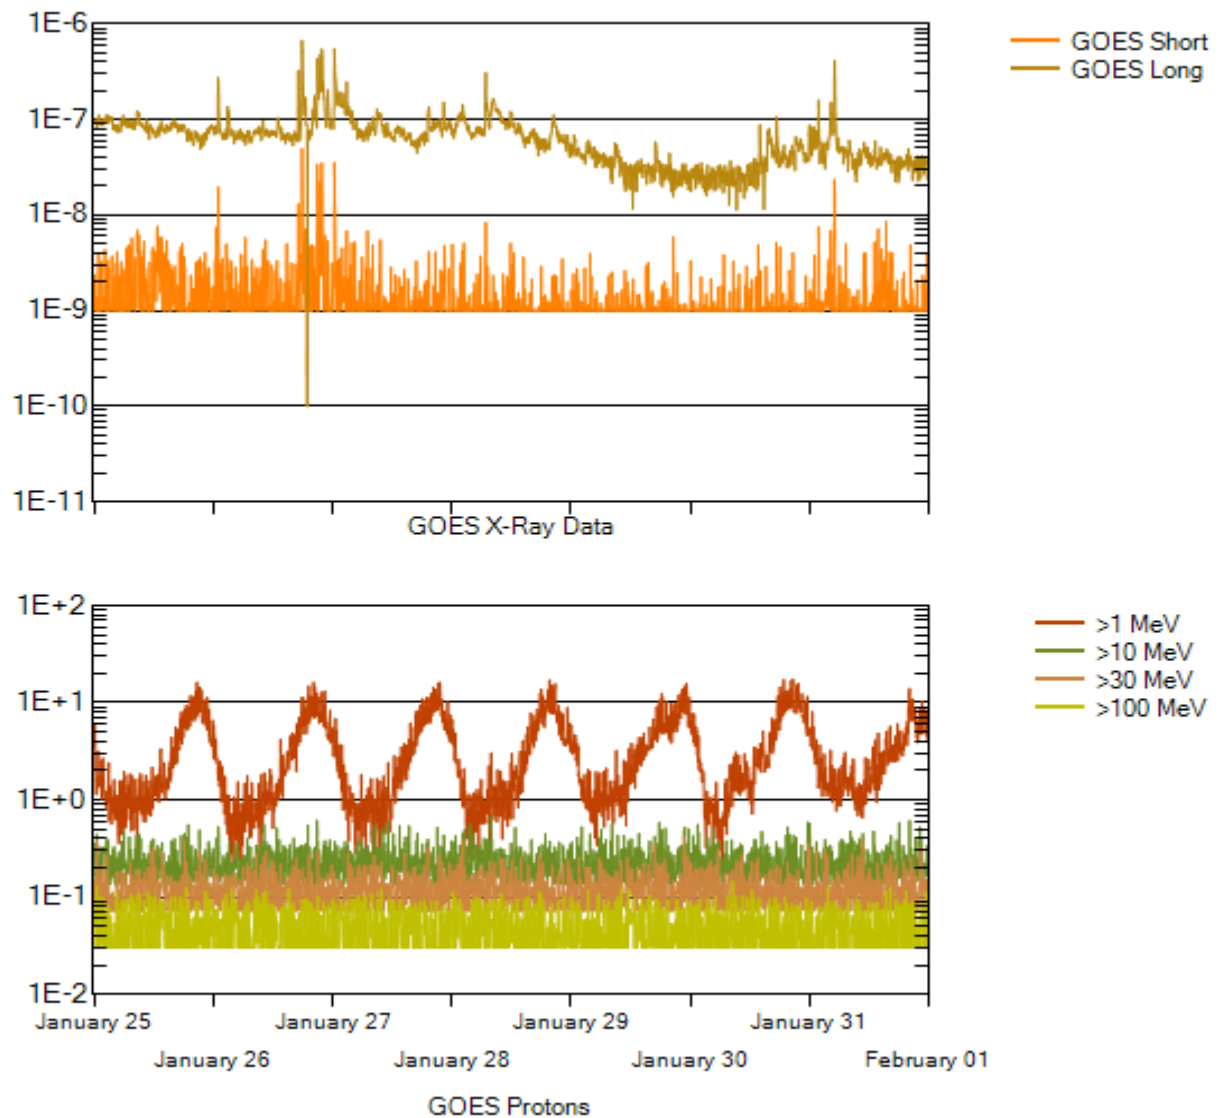 1E-6
1E-7
1E-8
1E-9
1E-10
1E-11
GOES Short
GOES Long
GOES X-Ray Data
1E+2
1E+1
1E+0
1E-1
1E-2
>1 MeV
>10 MeV
>30 MeV
>100 MeV
January 25
January 27
January 29
January 31
January 26
January 28
January 30
February 01
GOES Protons